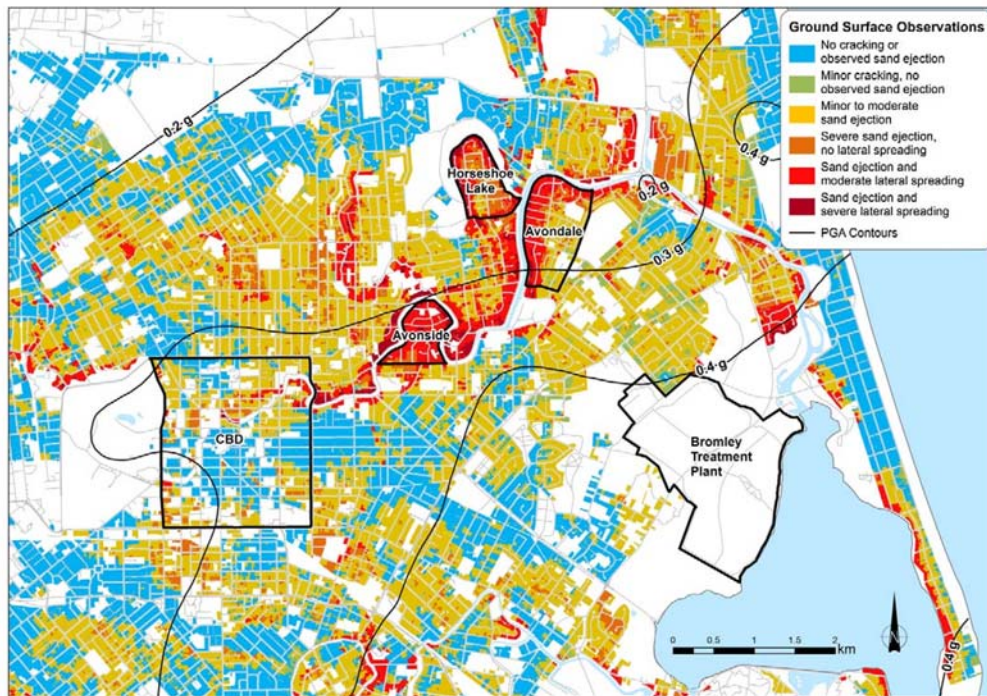 Ground Surface Observations
No cracking or
observed sand ejection
Minor cracking, no
observed sand ejection
Minor to moderate
sand ejection
Severe sand ejection,
no lateral spreading
Sand ejection and
moderate lateral spreading
Sand ejection and
severe lateral spreading
PGA Contours
0·2 g
0·4 g
Horseshoe
Lake
0·2 g
Avondale
0·3 g
Avonside
0·4 g
CBD
Bromley
Treatment
Plant
N
0 0.5 1 1.5 2
km
0·4 g